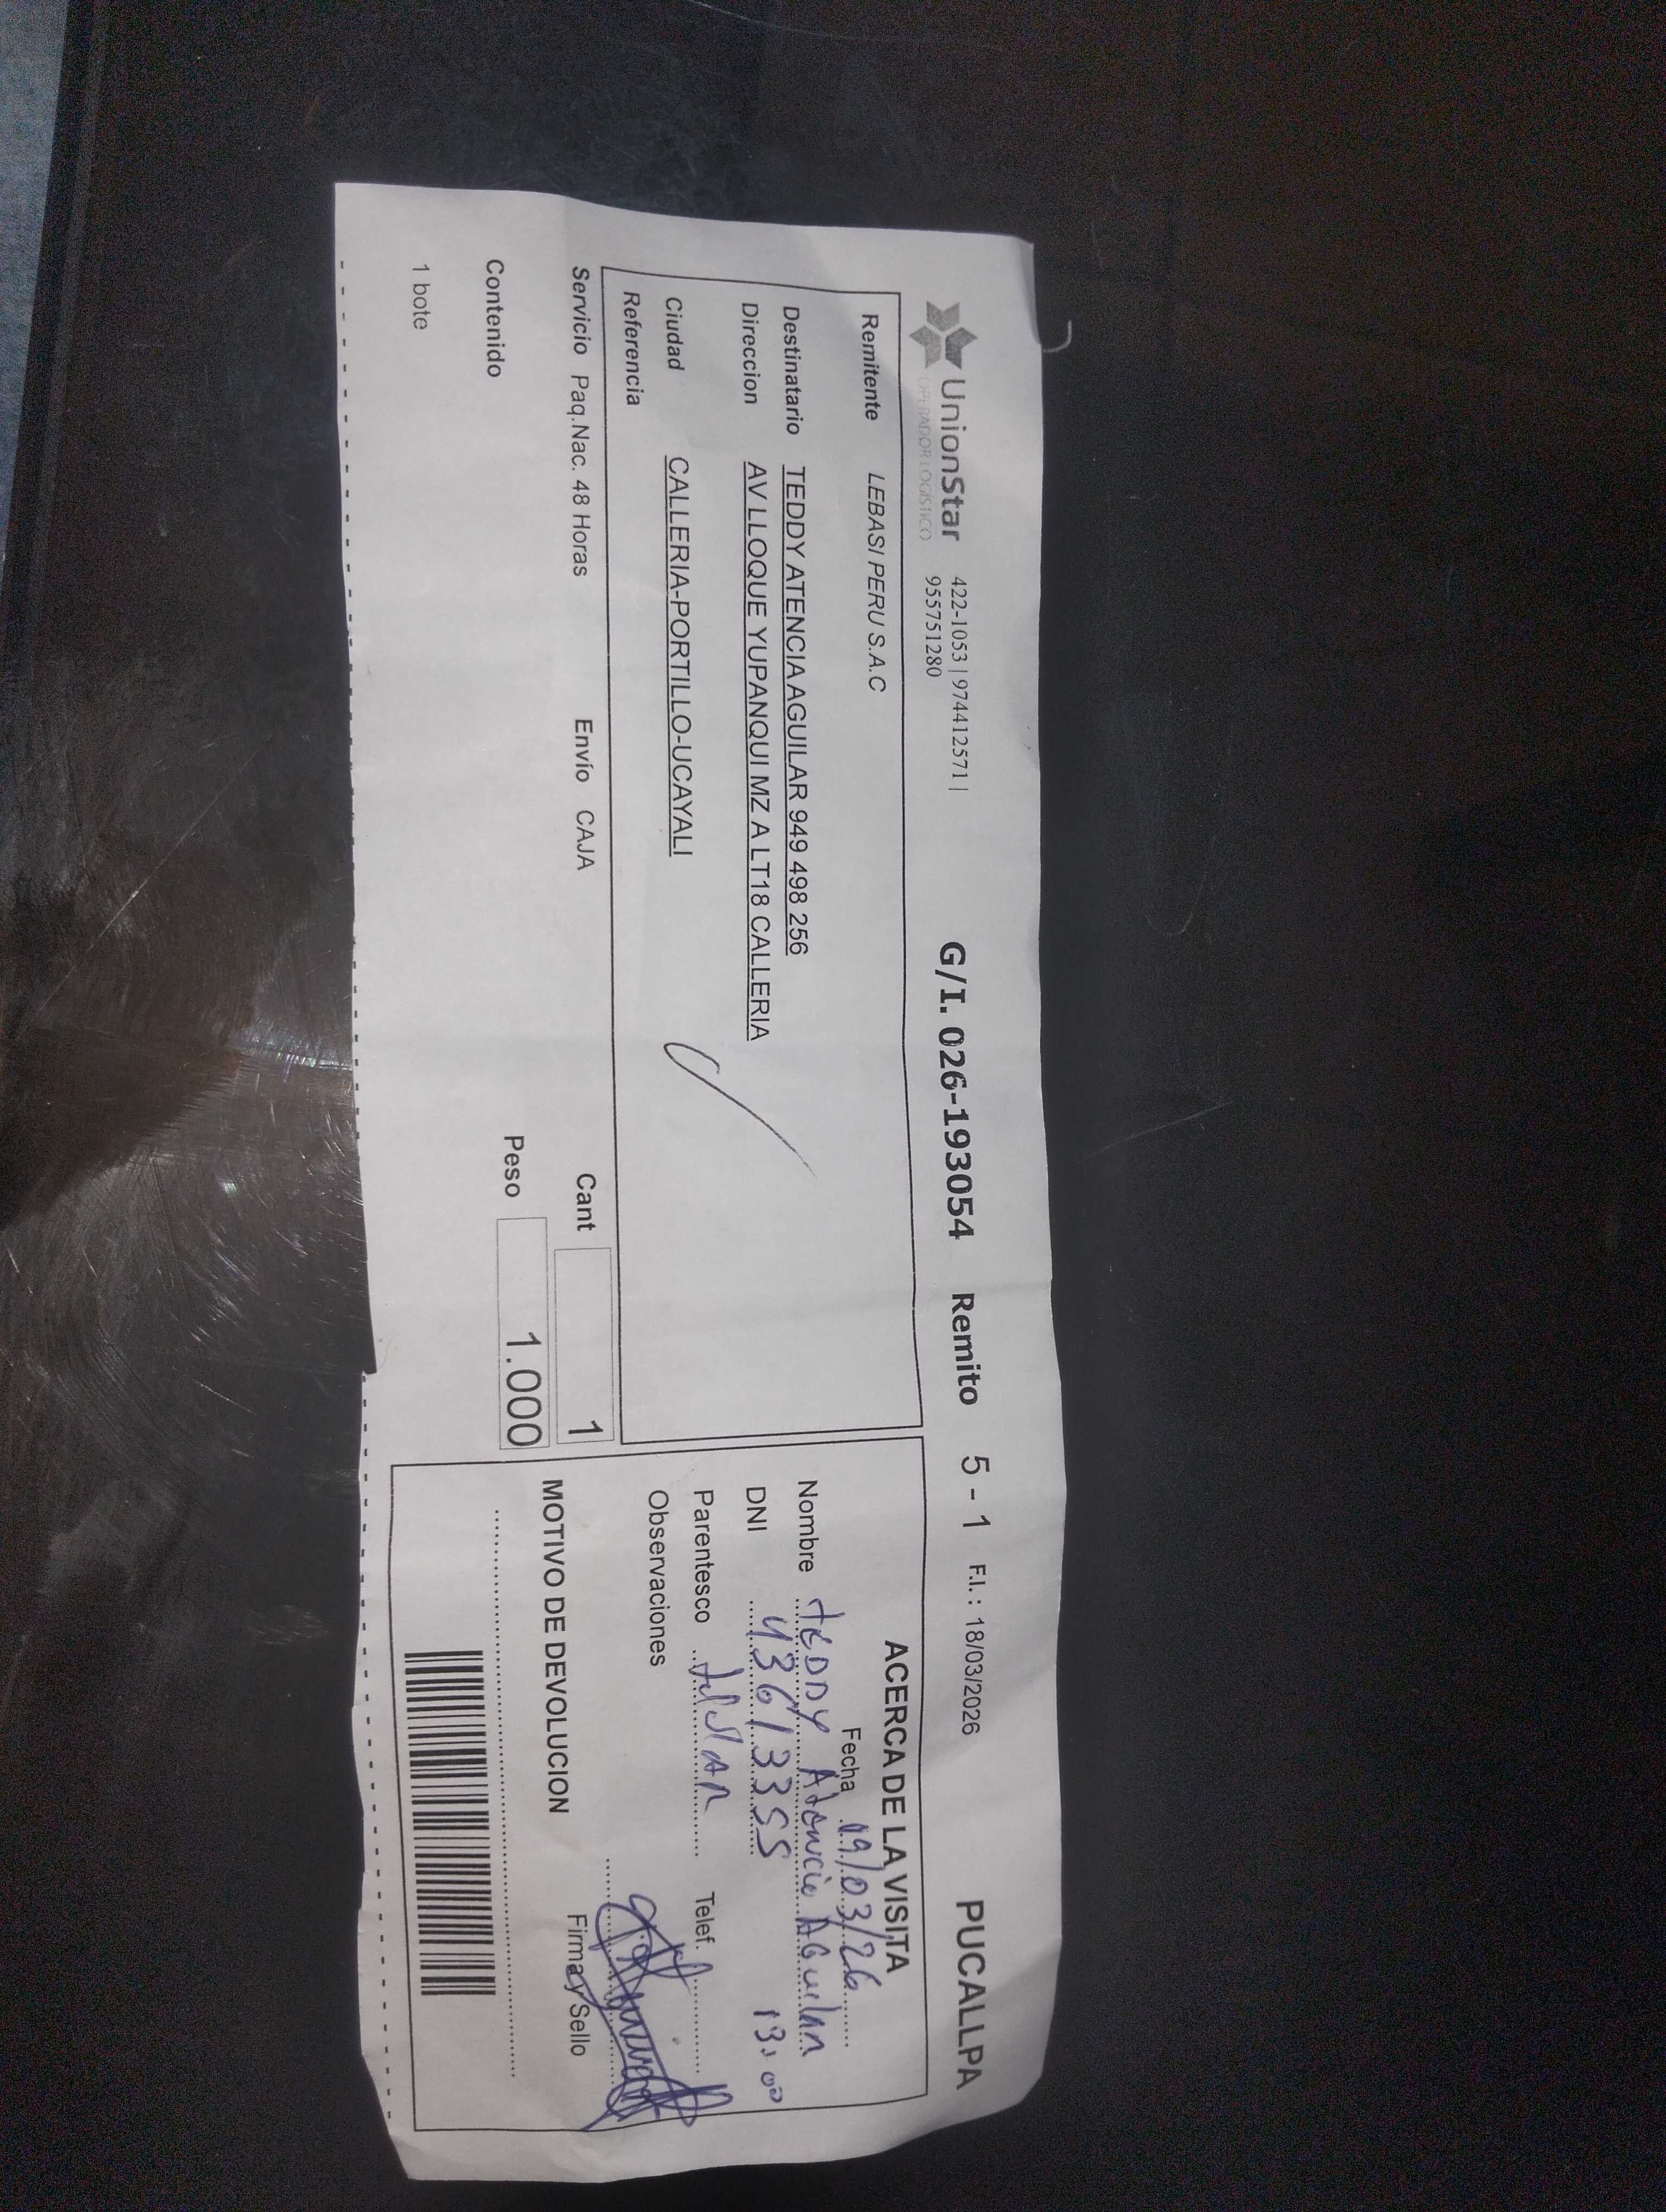 UnionStar
OPERADOR LOGISTICO
422-1053 | 974412571 |
955751280
G/I. 026-193054 Remito 5 - 1 F.I. : 18/03/2026 PUCALLPA
Remitente LEBASI PERU S.A.C
Destinatario TEDDY ATENCIA AGUILAR 949 498 256
Direccion AV LLOQUE YUPANQUI MZ A LT18 CALLERIA
Ciudad CALLERIA-PORTILLO-UCAYALI
Referencia
Servicio Paq.Nac. 48 Horas Envío CAJA Cant 1
Contenido Peso 1.000
1 bote
ACERCA DE LA VISITA
Fecha 19/03/26
Nombre TEDDY Atencia AGuilar
DNI 43613355 13:00
Parentesco Telef.
Observaciones
MOTIVO DE DEVOLUCION Firma y Sello